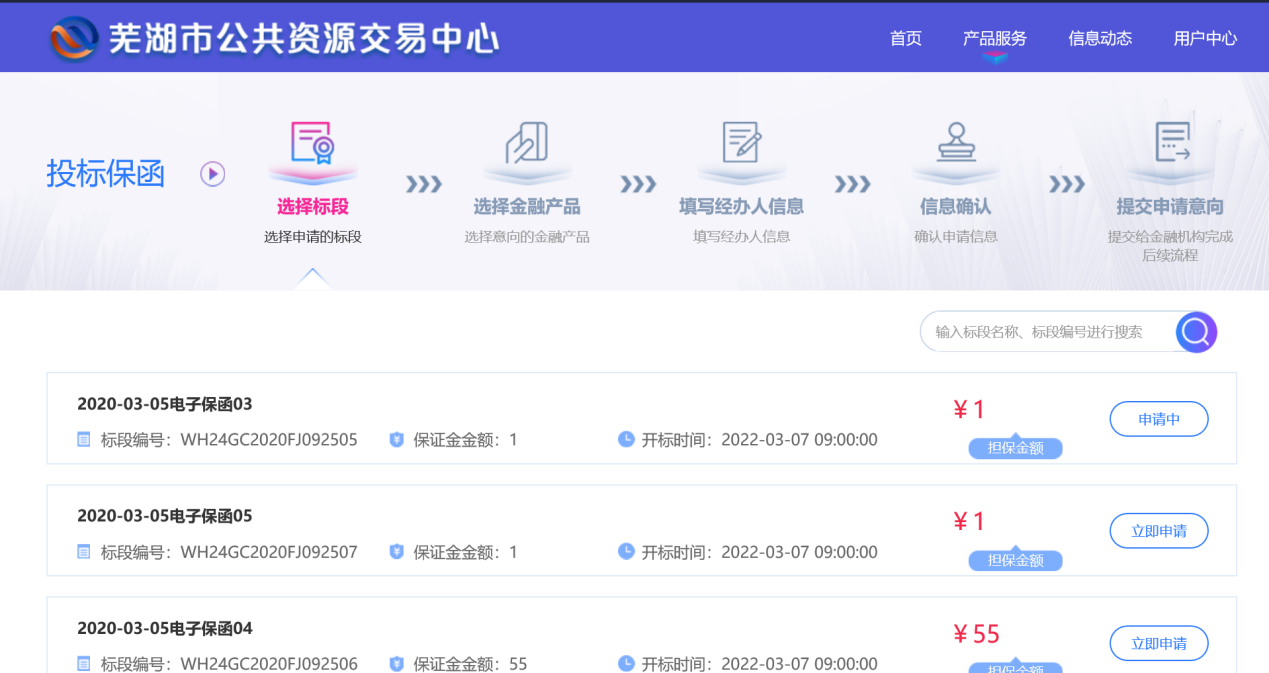 芜湖市公共资源交易中心
首页 产品服务 信息动态 用户中心
投标保函
选择标段 选择金融产品 填写经办人信息 信息确认 提交申请意向
选择申请的标段 选择意向的金融产品 填写经办人信息 确认申请信息 提交给金融机构完成
后续流程
输入标段名称、标段编号进行搜索
2020-03-05电子保函03
¥1
申请中
标段编号：WH24GC2020FJ092505 保证金金额：1 开标时间：2022-03-07 09:00:00
担保金额
2020-03-05电子保函05
¥1
立即申请
标段编号：WH24GC2020FJ092507 保证金金额：1 开标时间：2022-03-07 09:00:00
担保金额
2020-03-05电子保函04
¥55
立即申请
标段编号：WH24GC2020FJ092506 保证金金额：55 开标时间：2022-03-07 09:00:00
担保金额